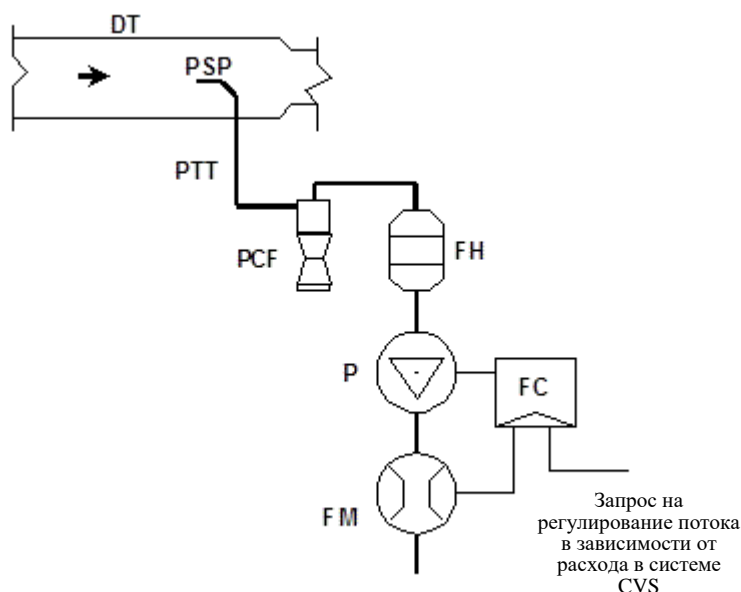 DT
PSP
PTT
PCF
FH
P
FC
FM
Запрос на
регулирование потока
в зависимости от
расхода в системе
CVS